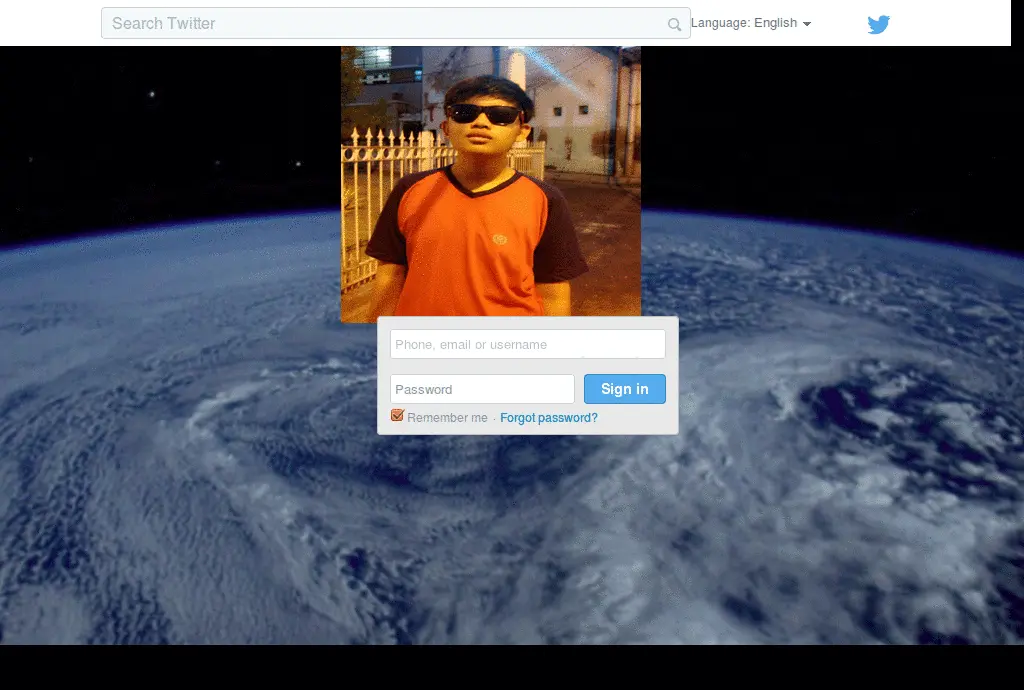 Search Twitter
Language: English
Phone, email or username
Password
Sign in
Remember me · Forgot password?